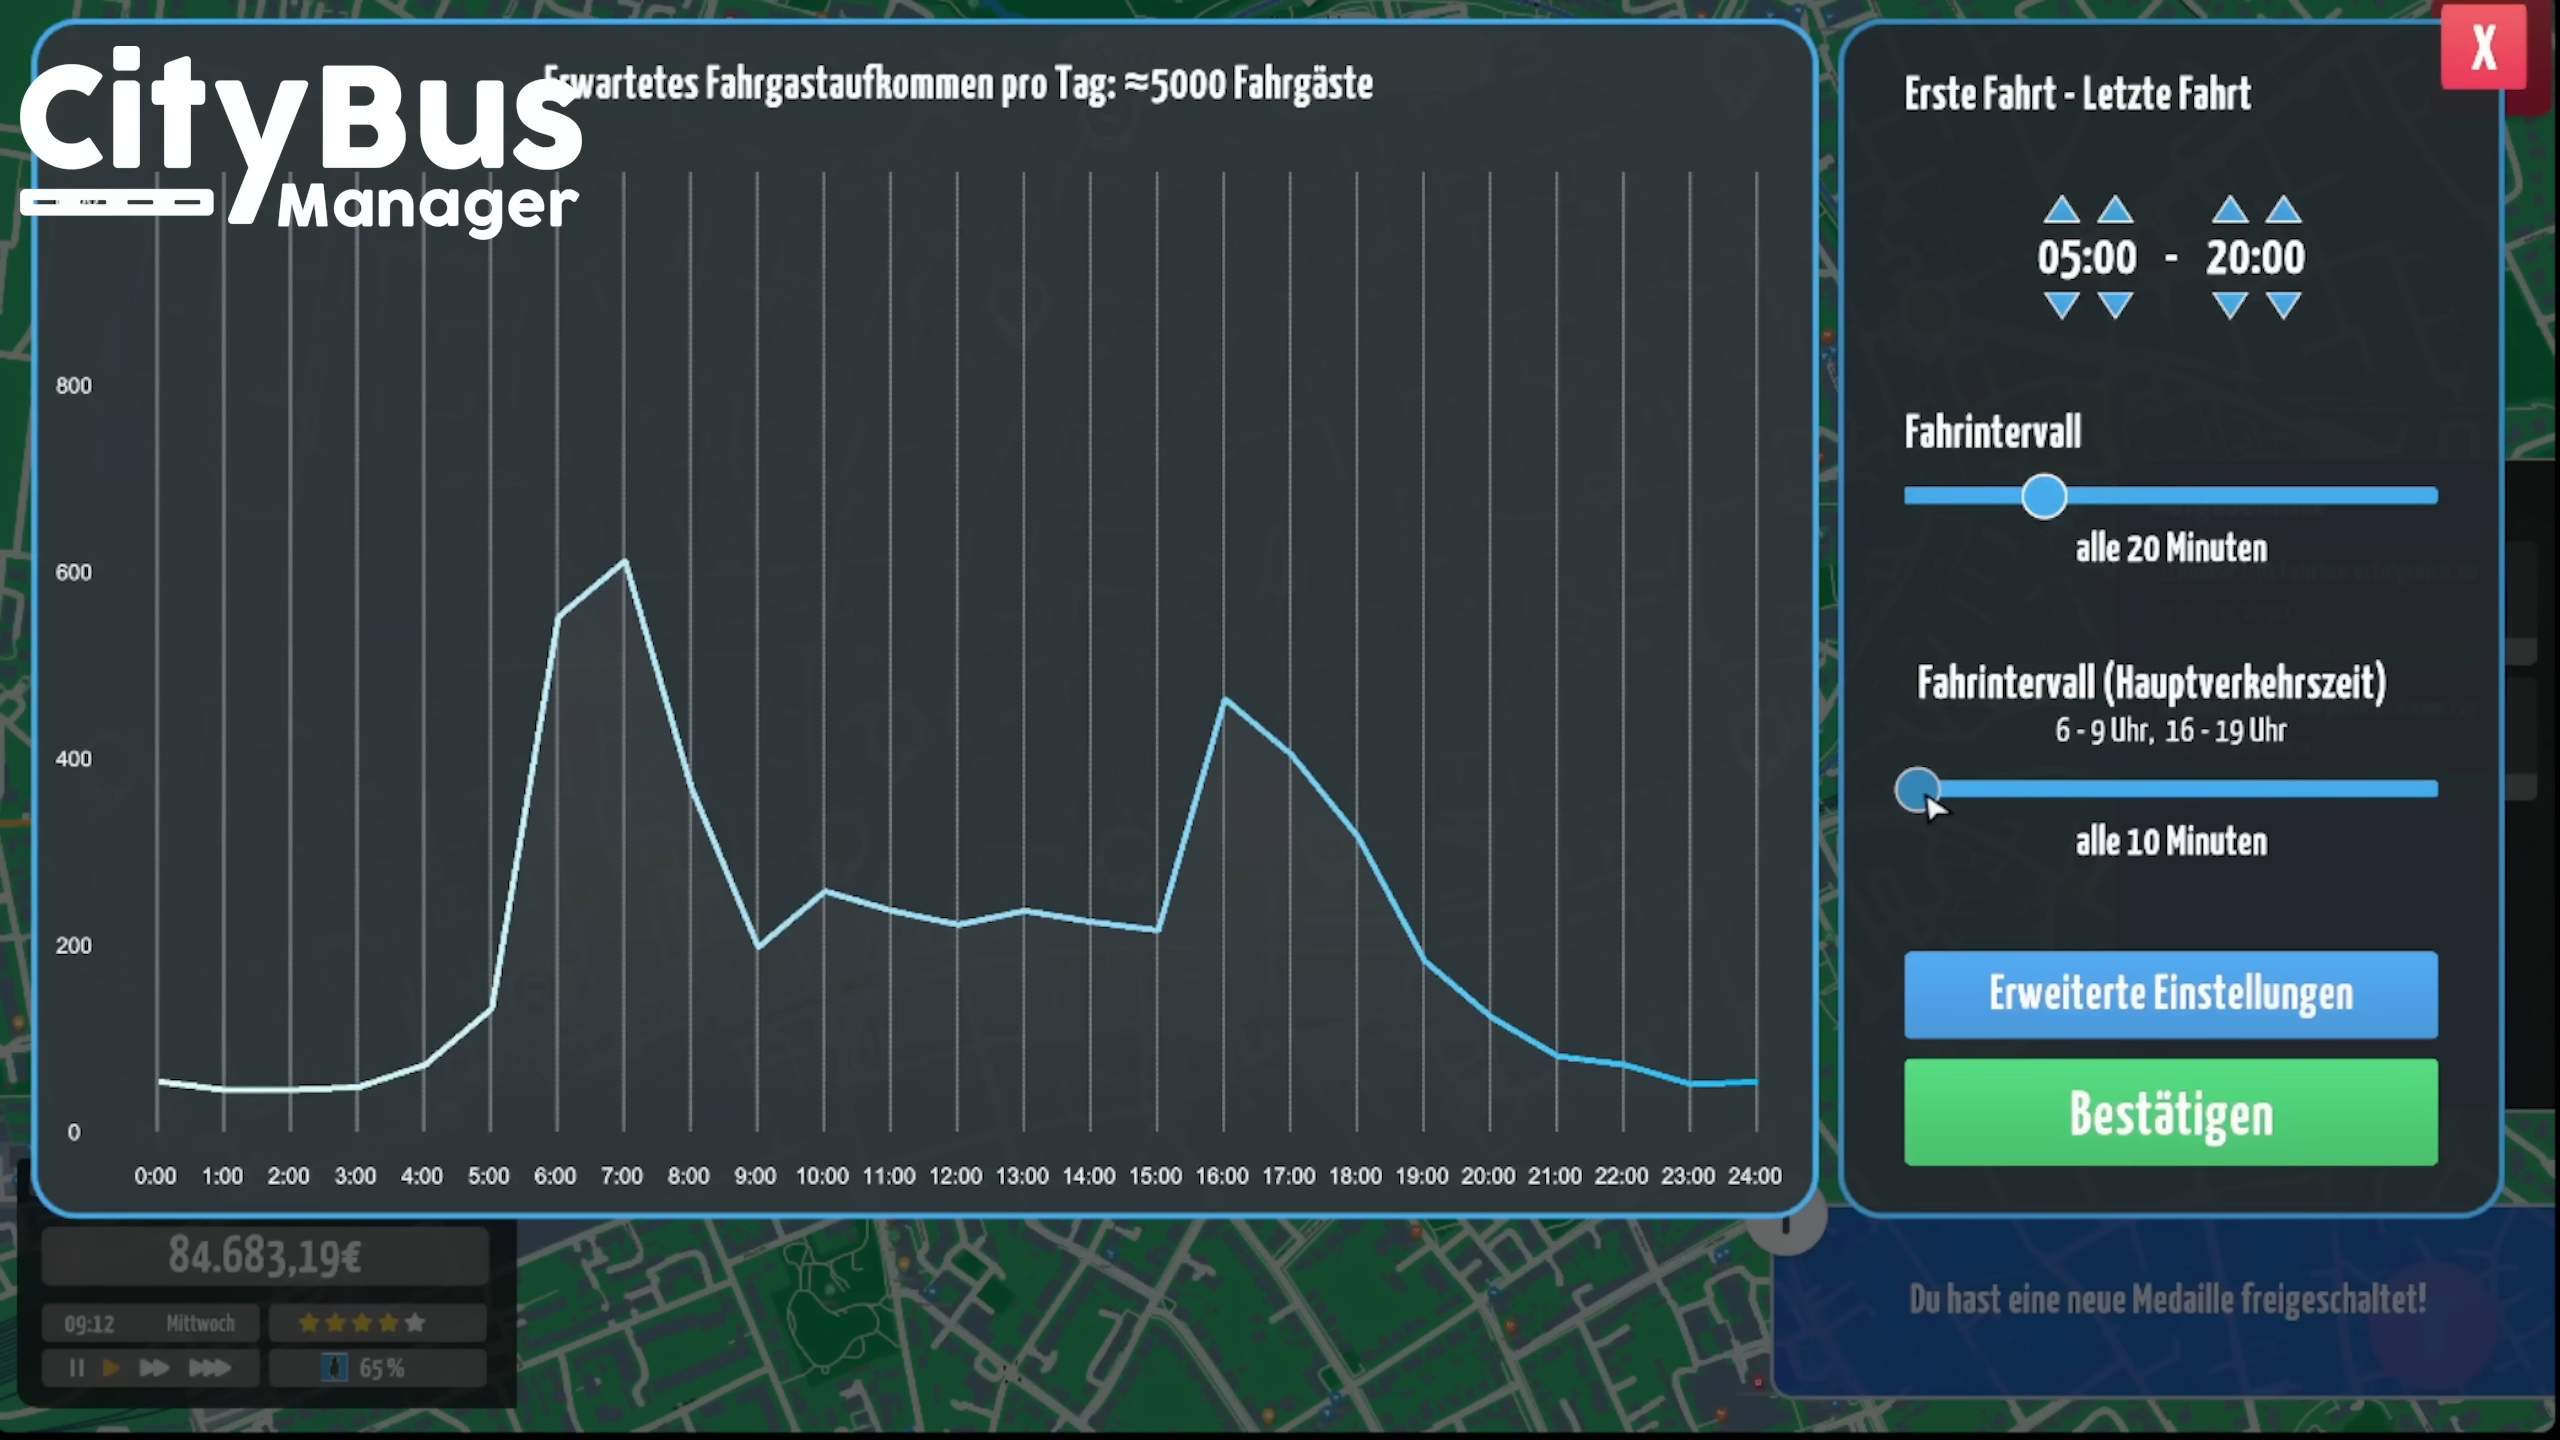 CityBus
Manager
Erwartetes Fahrgastaufkommen pro Tag: ≈5000 Fahrgäste
800
600
400
200
0
0:00 1:00 2:00 3:00 4:00 5:00 6:00 7:00 8:00 9:00 10:00 11:00 12:00 13:00 14:00 15:00 16:00 17:00 18:00 19:00 20:00 21:00 22:00 23:00 24:00
X
Erste Fahrt - Letzte Fahrt
05:00 - 20:00
Fahrintervall
alle 20 Minuten
Fahrintervall (Hauptverkehrszeit)
6 - 9 Uhr, 16 - 19 Uhr
alle 10 Minuten
Erweiterte Einstellungen
Bestätigen
84.683,19€
09:12 Mittwoch
65%
Du hast eine neue Medaille freigeschaltet!